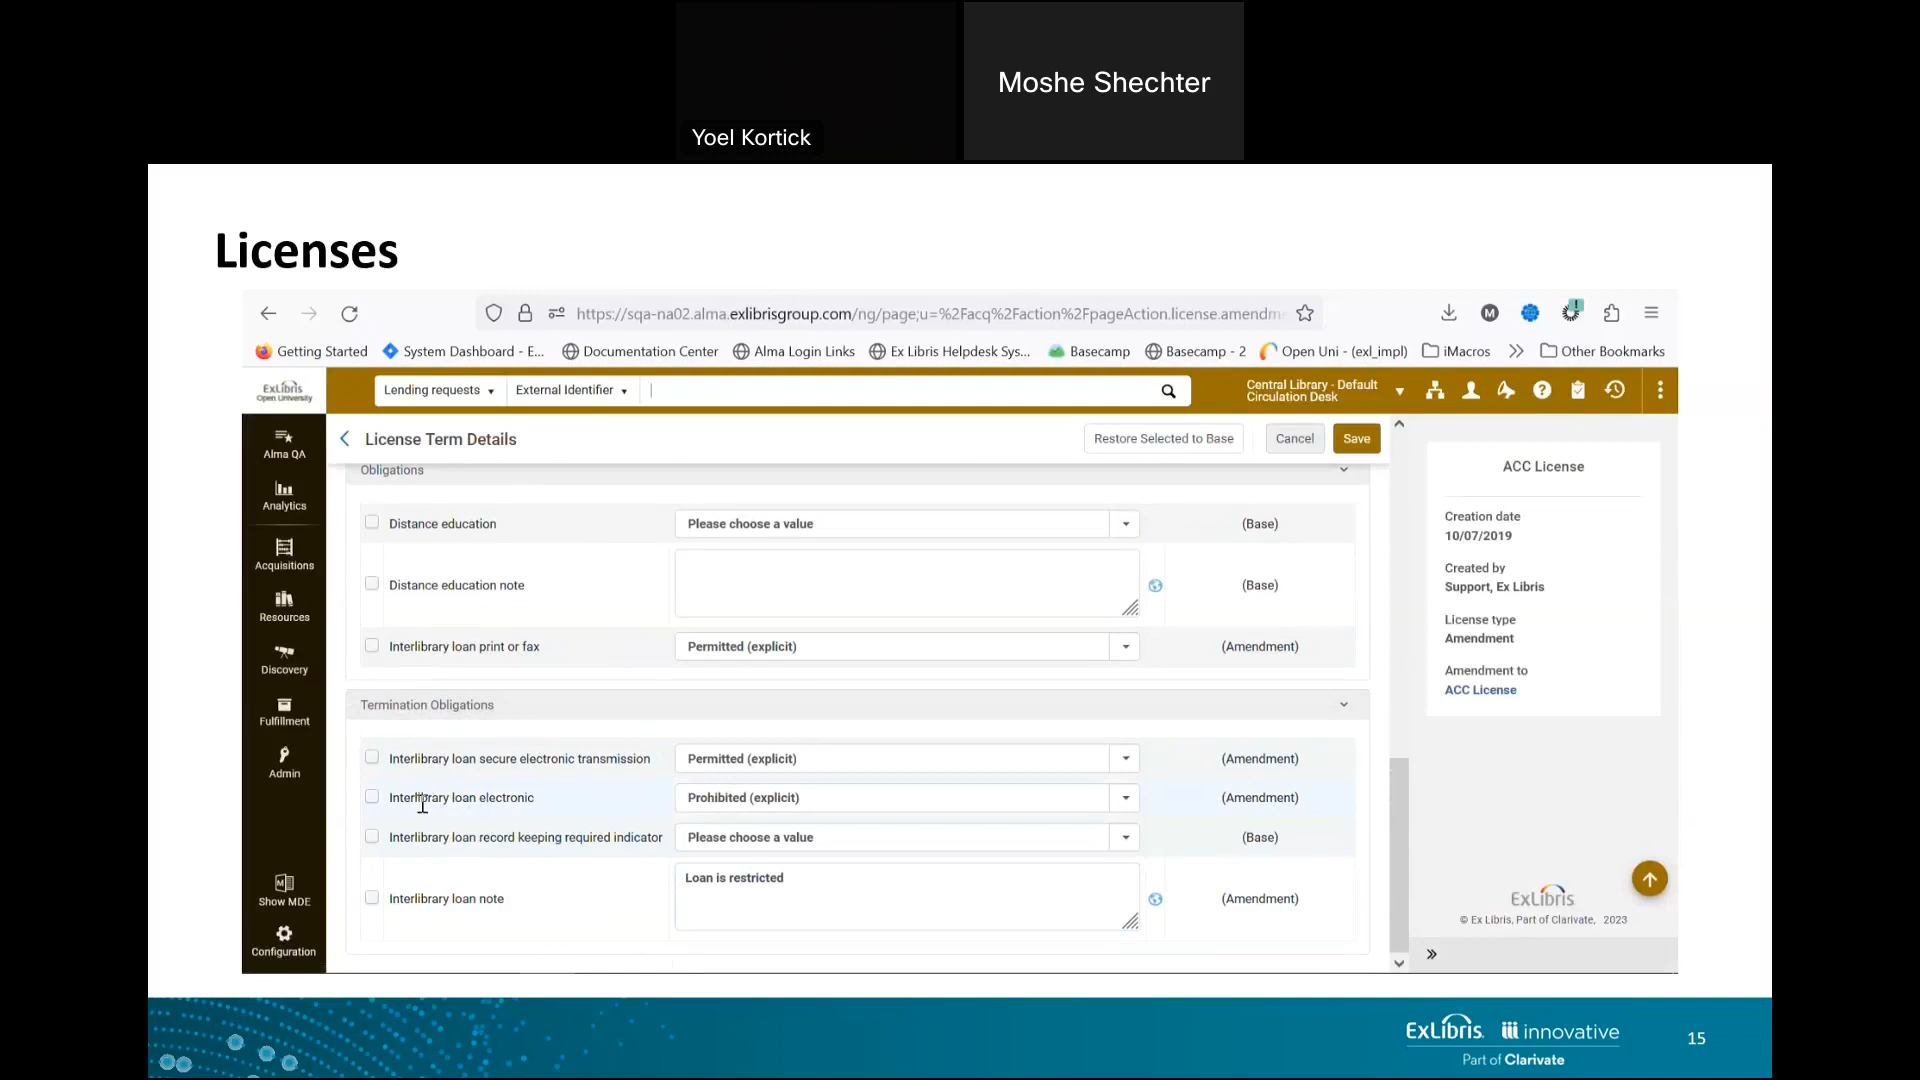 Moshe Shechter
Yoel Kortick
Licenses
https://sqa-na02.alma.exlibrisgroup.com/ng/page;u=%2Facq%2Faction%2FpageAction.license.amendm
Getting Started
System Dashboard - E...
Documentation Center
Alma Login Links
Ex Libris Helpdesk Sys...
Basecamp
Basecamp - 2
Open Uni - (exl_impl)
iMacros
Other Bookmarks
ExLibris
Open University
Lending requests
External Identifier
Central Library - Default
Circulation Desk
Alma QA
Analytics
Acquisitions
Resources
Discovery
Fulfillment
Admin
Show MDE
Configuration
License Term Details
Restore Selected to Base
Cancel
Save
Obligations
Distance education
Please choose a value
(Base)
Distance education note
(Base)
Interlibrary loan print or fax
Permitted (explicit)
(Amendment)
Termination Obligations
Interlibrary loan secure electronic transmission
Permitted (explicit)
(Amendment)
Interlibrary loan electronic
Prohibited (explicit)
(Amendment)
Interlibrary loan record keeping required indicator
Please choose a value
(Base)
Interlibrary loan note
Loan is restricted
(Amendment)
ACC License
Creation date
10/07/2019
Created by
Support, Ex Libris
License type
Amendment
Amendment to
ACC License
ExLibris
© Ex Libris, Part of Clarivate, 2023
ExLibris innovative
Part of Clarivate
15